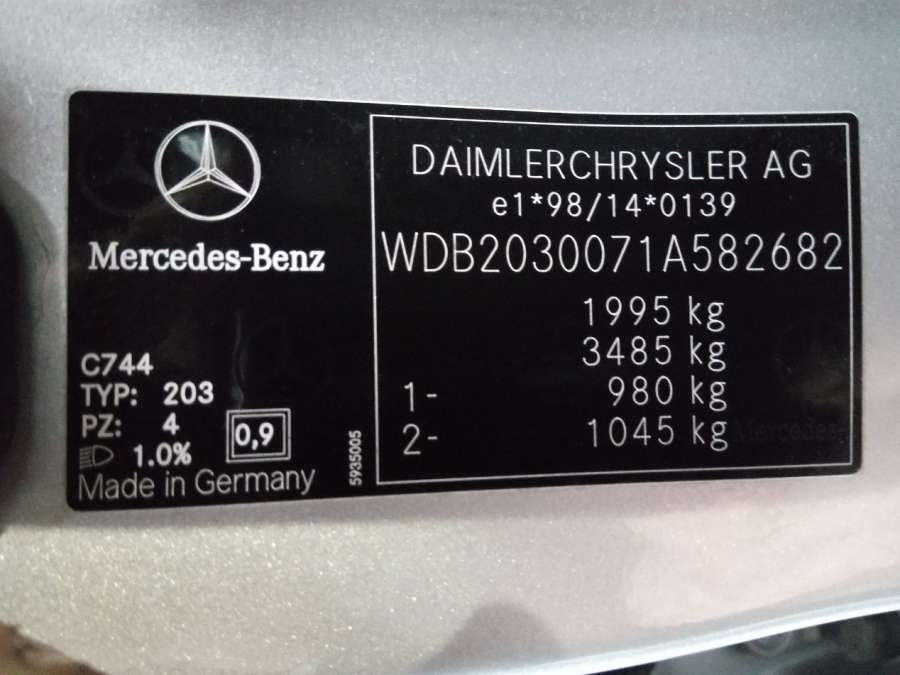 Mercedes-Benz
C744
TYP: 203
PZ: 4
1.0%
0,9
Made in Germany
5935005
DAIMLERCHRYSLER AG
e1*98/14*0139
WDB2030071A582682
1995 kg
3485 kg
1- 980 kg
2- 1045 kg
Mercedes-